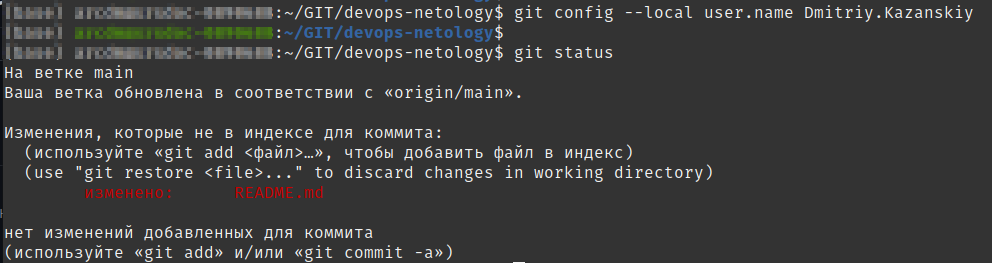 :~/GIT/devops-netology$ git config --local user.name Dmitriy.Kazanskiy
:~/GIT/devops-netology$
:~/GIT/devops-netology$ git status
На ветке main
Ваша ветка обновлена в соответствии с «origin/main».
Изменения, которые не в индексе для коммита:
(используйте «git add <файл>…», чтобы добавить файл в индекс)
(use "git restore <file>..." to discard changes in working directory)
изменено: README.md
нет изменений добавленных для коммита
(используйте «git add» и/или «git commit -a»)